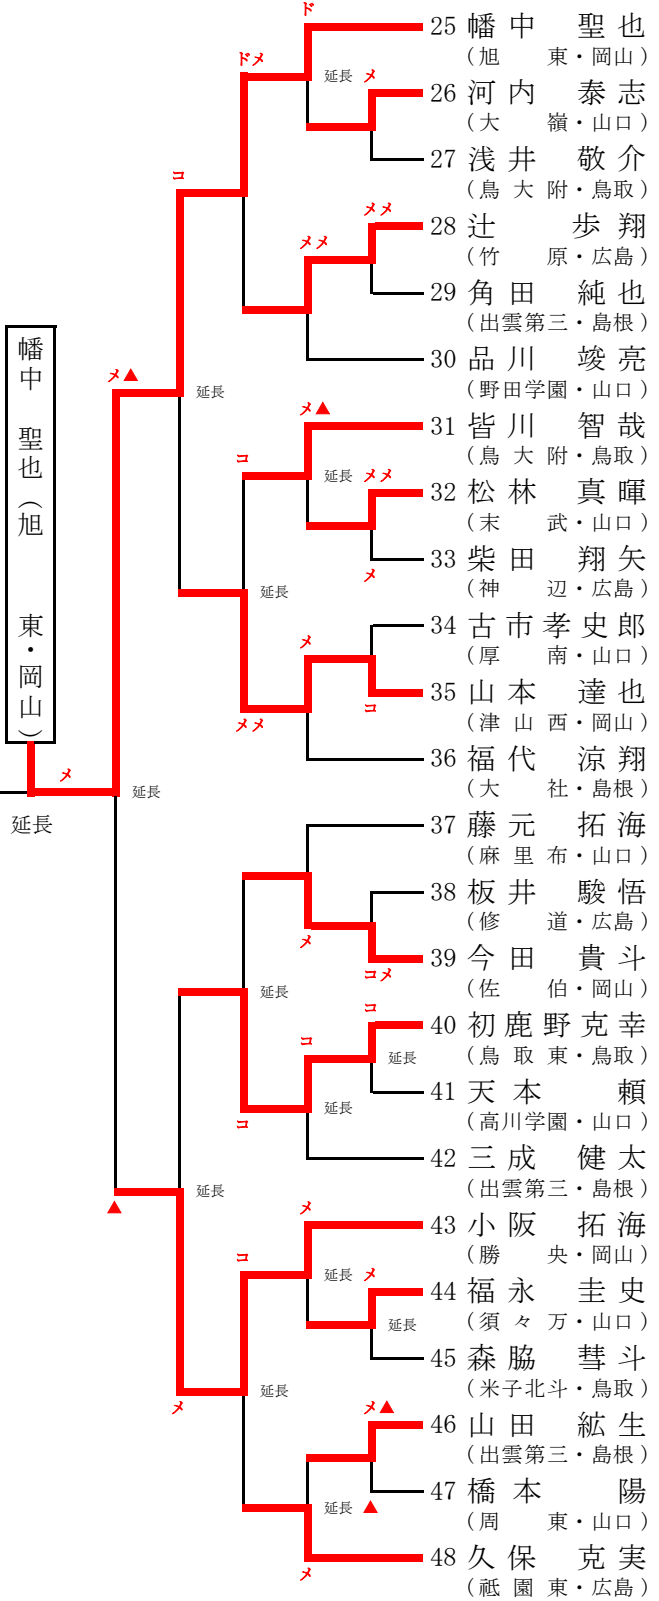 ド
25 幡中 聖也
(旭 東・岡山)
ドメ
延長 メ
26 河内 泰志
(大 嶺・山口)
27 浅井 敬介
(鳥大附・鳥取)
コ
メメ
28 辻 歩翔
(竹 原・広島)
メメ
29 角田 純也
(出雲第三・島根)
30 品川 竣亮
(野田学園・山口)
幡中 聖也(旭 東・岡山)
メ▲
延長
メ▲
31 皆川 智哉
(鳥大附・鳥取)
コ
延長 メメ
32 松林 真暉
(末 武・山口)
33 柴田 翔矢
メ
(神 辺・広島)
延長
34 古市孝史郎
(厚 南・山口)
メ
35 山本 達也
コ
(津山西・岡山)
メメ
36 福代 涼翔
(大 社・島根)
メ
延長
延長
37 藤元 拓海
(麻里布・山口)
38 板井 駿悟
(修 道・広島)
メ
39 今田 貴斗
コメ
(佐 伯・岡山)
延長
コ
40 初鹿野克幸
(鳥取東・鳥取)
コ
延長
41 天本 頼
(高川学園・山口)
延長
コ
42 三成 健太
(出雲第三・島根)
延長
▲
メ
43 小阪 拓海
(勝 央・岡山)
コ
延長 メ
44 福永 圭史
(須々万・山口)
延長
45 森脇 彗斗
(米子北斗・鳥取)
延長
メ
メ▲
46 山田 紘生
(出雲第三・島根)
47 橋本 陽
延長 ▲
(周 東・山口)
48 久保 克実
メ
(祗園東・広島)